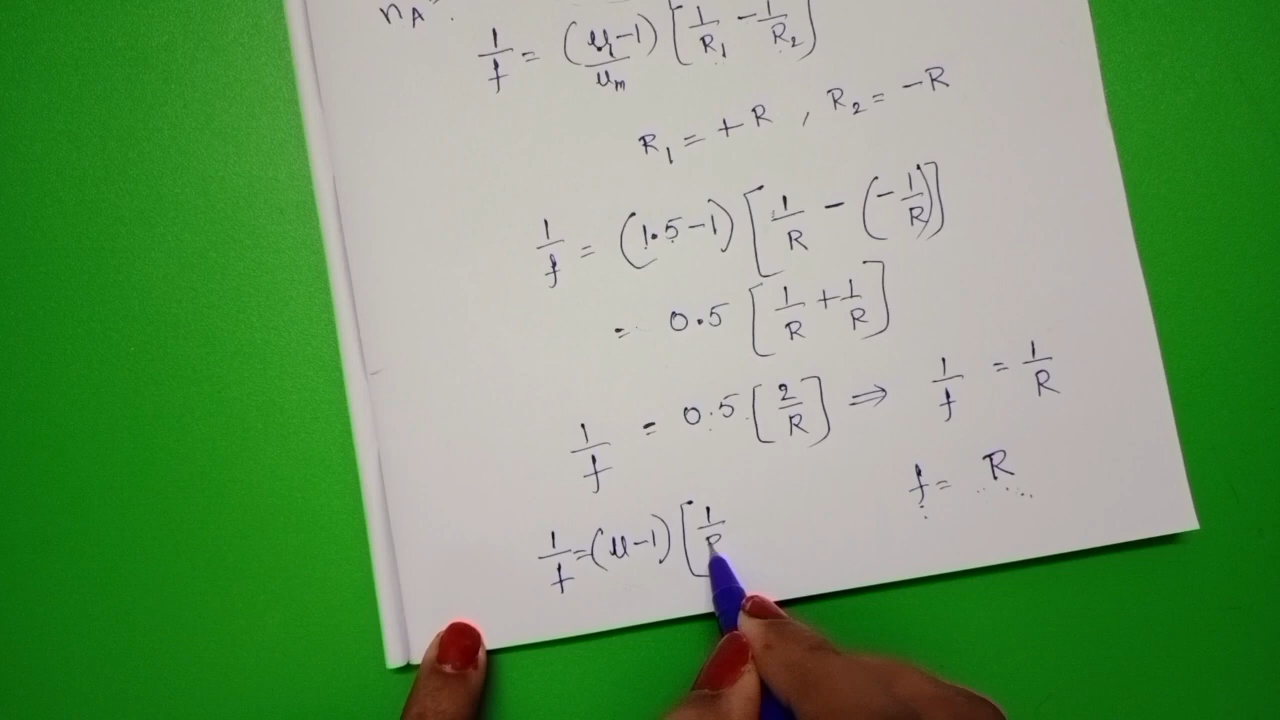 n_A =
1/f = (μ-1)/μ_m [1/R_1 - 1/R_2]
R_1 = +R , R_2 = -R
1/f = (1.5-1) [1/R - (-1/R)]
= 0.5 [1/R + 1/R]
1/f = 0.5 [2/R] ⇒ 1/f = 1/R
f = R
1/f = (μ-1) [1/R